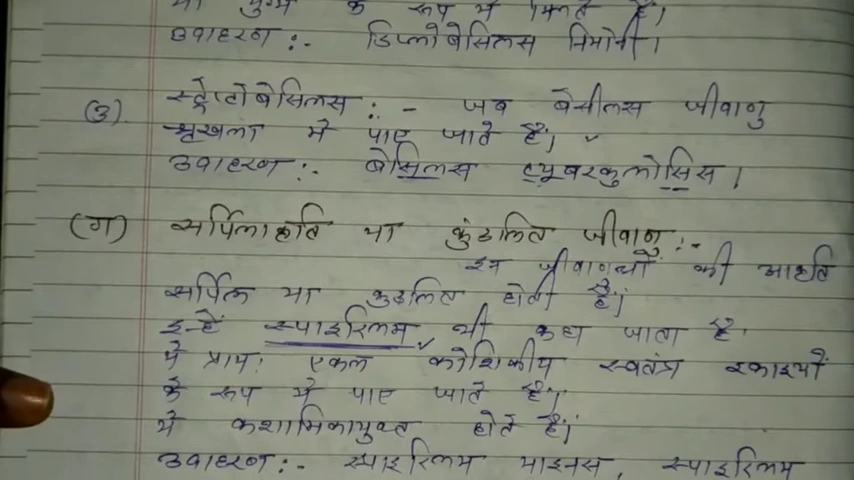 या युग्म के रूप में मिलते हैं।
उदाहरण :- डिप्लोबेसिलस निमोनी।
(3) स्ट्रेप्टोबेसिलस :- जब बेसीलस जीवाणु
श्रृखला में पाए जाते है।
उदाहरण :- बेसिलस ट्यूबरकुलोसिस।
(ग) सर्पिलाकृति या कुंडलित जीवाणु :-
इन जीवाणुओं की आकृति
सर्पिल या कुंडलित होती है।
इन्हें स्पाइरिलम भी कहा जाता है
ये प्राय: एकल कोशिकीय स्वतंत्र इकाइयों
के रूप में पाए जाते है।
ये कशाभिकायुक्त होते हैं।
उदाहरण :- स्पाइरिलम माइनस, स्पाइरिलम